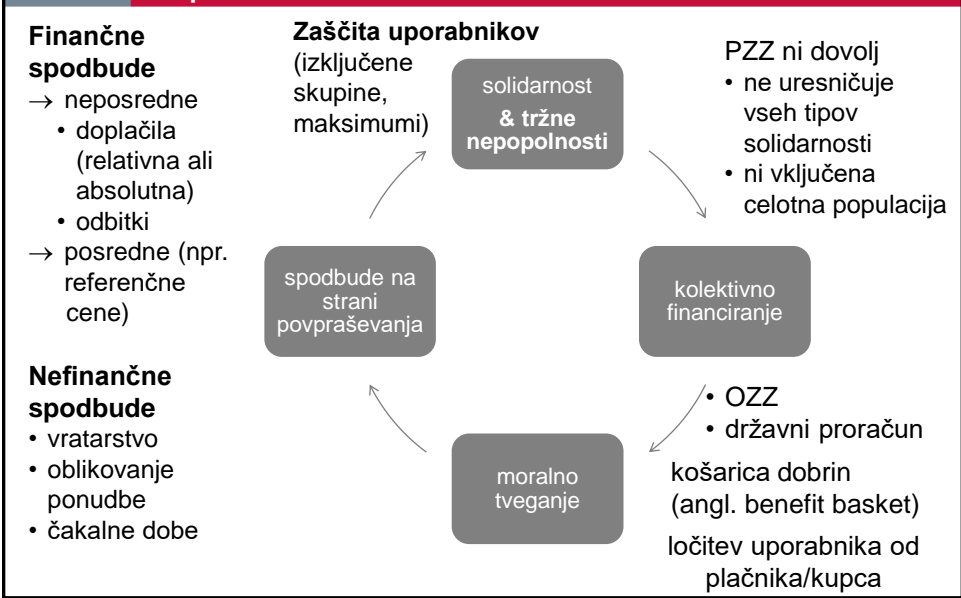 Finančne
spodbude
→ neposredne
• doplačila
(relativna ali
absolutna)
• odbitki
→ posredne (npr.
referenčne
cene)
Nefinančne
spodbude
• vratarstvo
• oblikovanje
ponudbe
• čakalne dobe
Zaščita uporabnikov
(izključene
skupine,
maksimumi)
solidarnost
& tržne
nepopolnosti
PZZ ni dovolj
• ne uresničuje
vseh tipov
solidarnosti
• ni vključena
celotna populacija
kolektivno
financiranje
• OZZ
• državni proračun
košarica dobrin
(angl. benefit basket)
ločitev uporabnika od
plačnika/kupca
moralno
tveganje
spodbude na
strani
povpraševanja